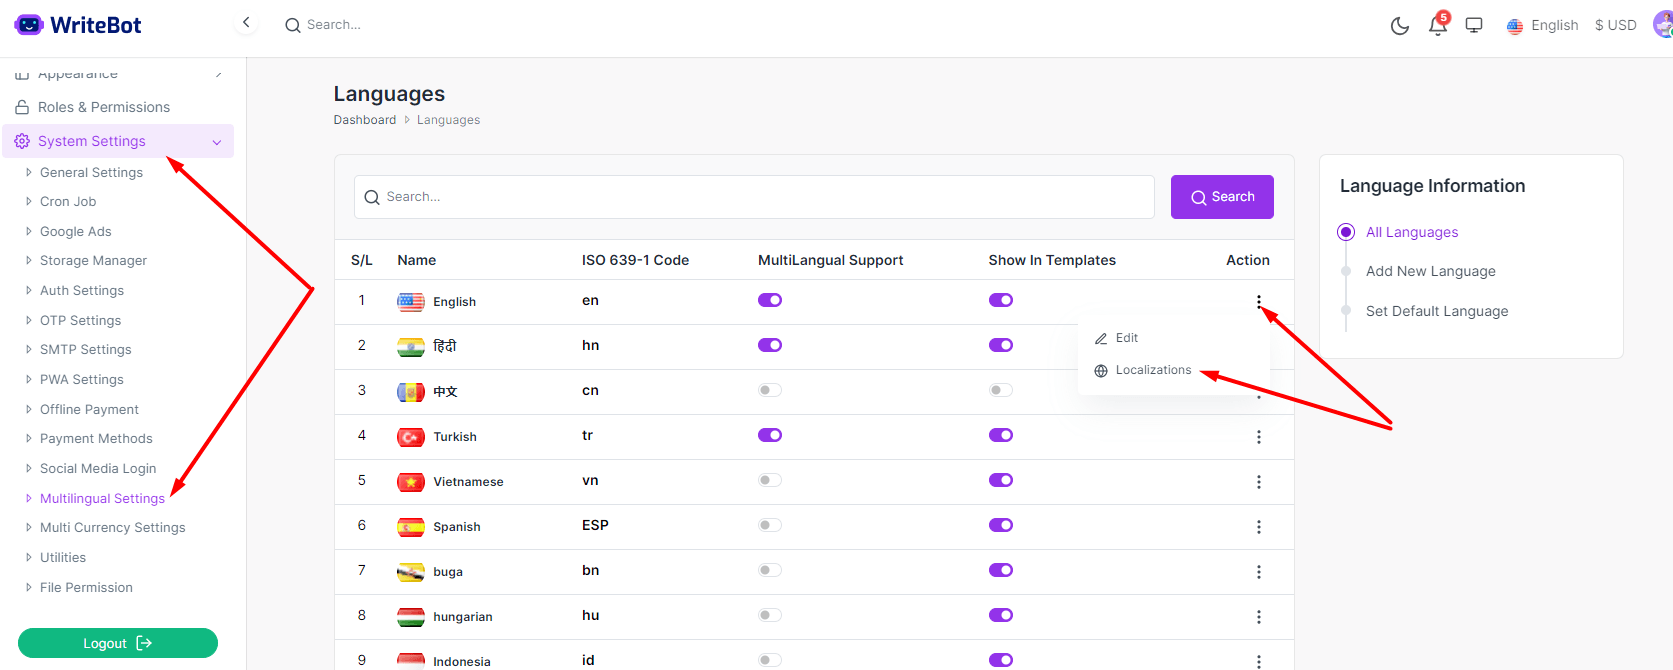 WriteBot
Search...
5
English
$ USD
Appearance
Roles & Permissions
System Settings
General Settings
Cron Job
Google Ads
Storage Manager
Auth Settings
OTP Settings
SMTP Settings
PWA Settings
Offline Payment
Payment Methods
Social Media Login
Multilingual Settings
Multi Currency Settings
Utilities
File Permission
Logout
Languages
Dashboard Languages
Search...
Search
S/L Name ISO 639-1 Code MultiLangual Support Show In Templates Action
1 English en
2 हिंदी hn
3 中文 cn
4 Turkish tr
5 Vietnamese vn
6 Spanish ESP
7 buga bn
8 hungarian hu
9 Indonesia id
Edit
Localizations
Language Information
All Languages
Add New Language
Set Default Language